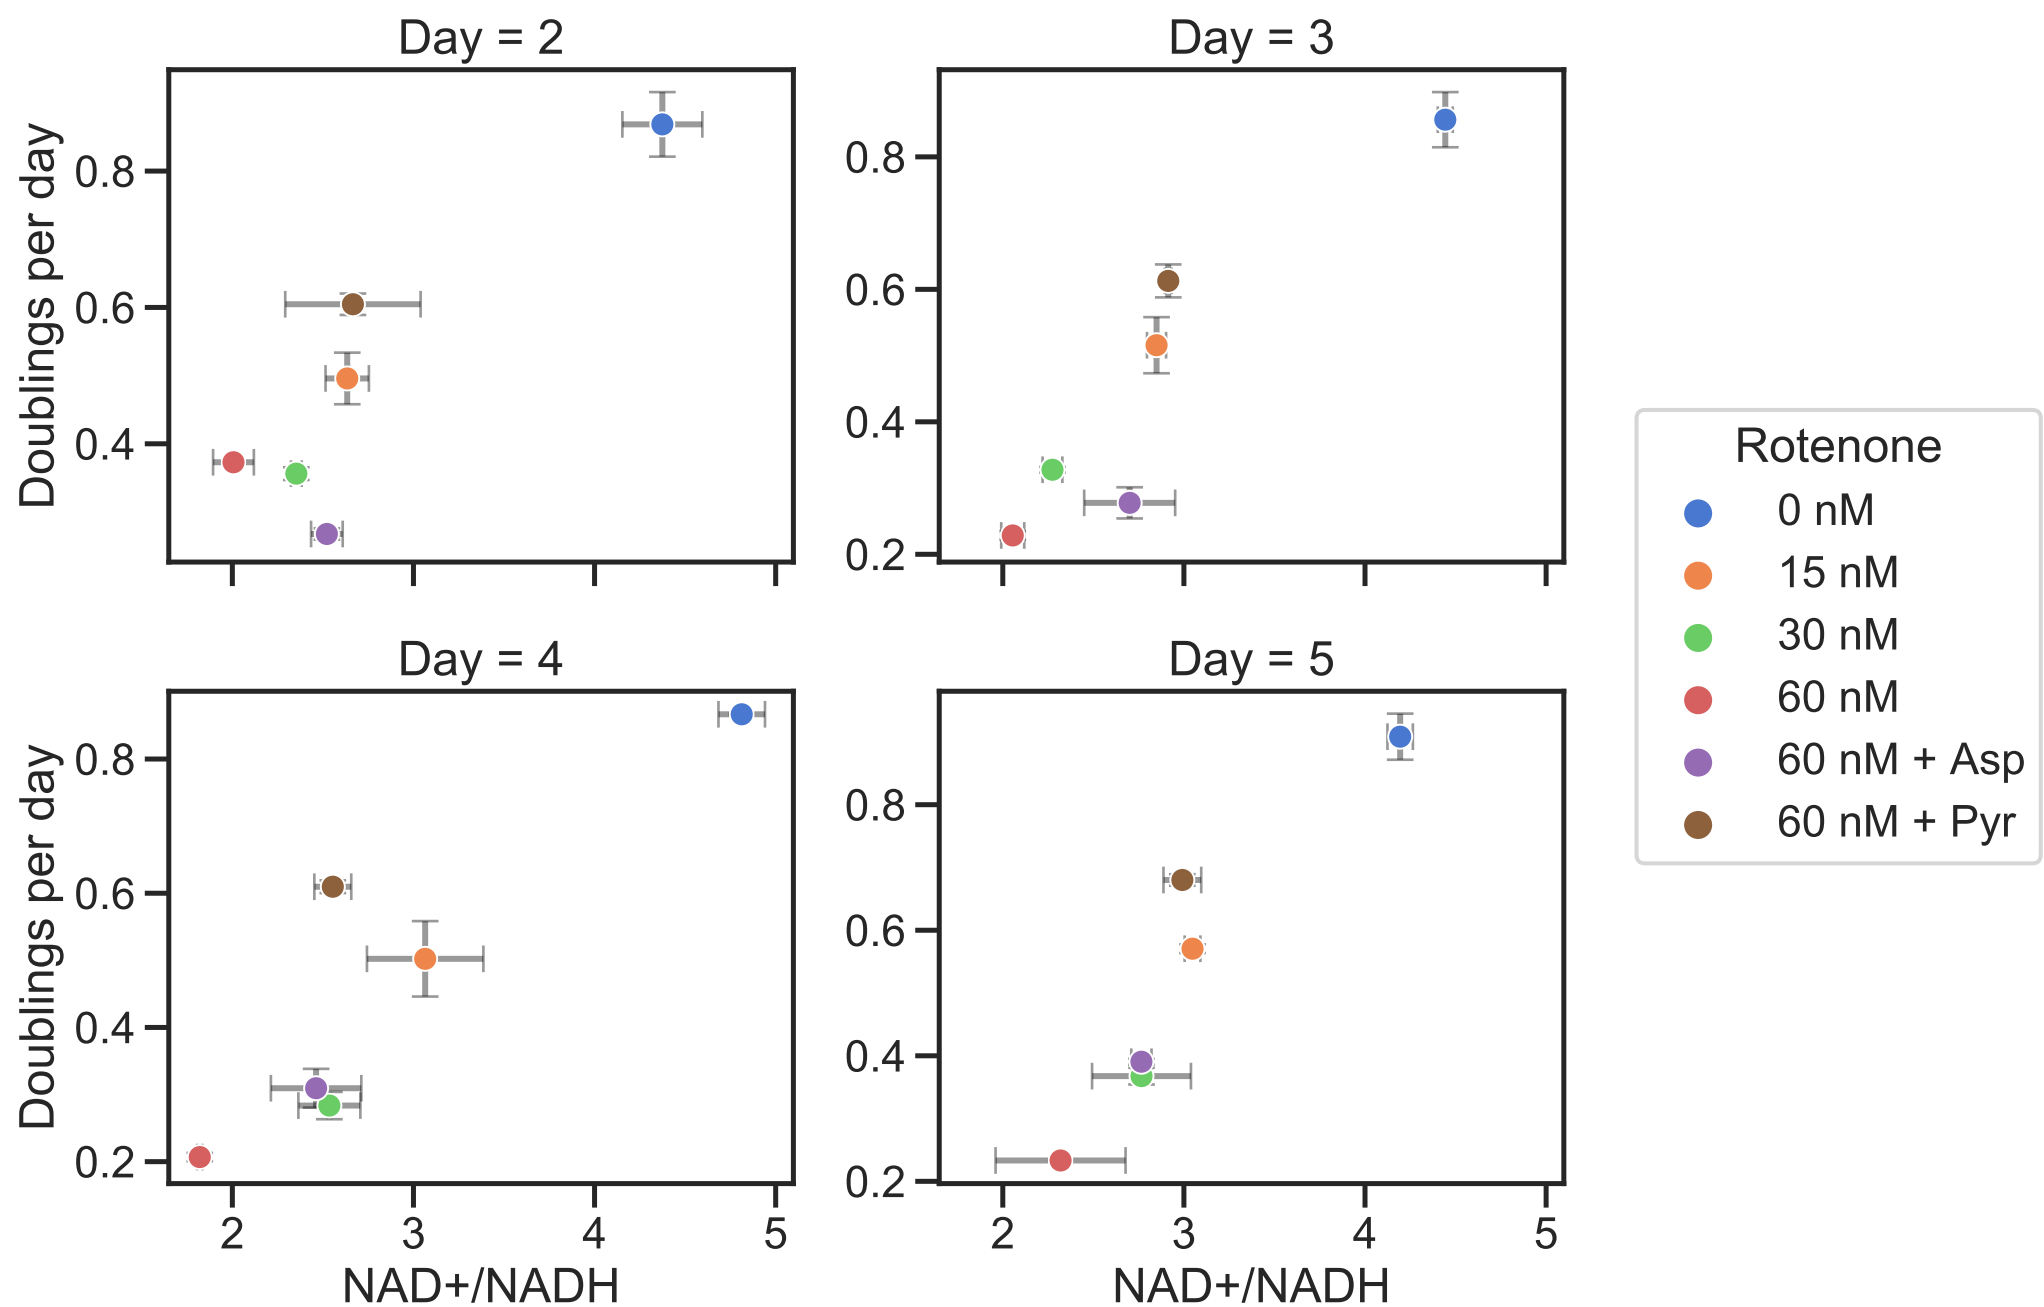 Day = 2
Day = 3
Doublings per day
0.8
0.6
0.4
0.8
0.6
0.4
0.2
Rotenone
0 nM
15 nM
30 nM
60 nM
60 nM + Asp
60 nM + Pyr
Day = 4
Day = 5
Doublings per day
0.8
0.6
0.4
0.2
0.8
0.6
0.4
0.2
2 3 4 5
2 3 4 5
NAD+/NADH
NAD+/NADH